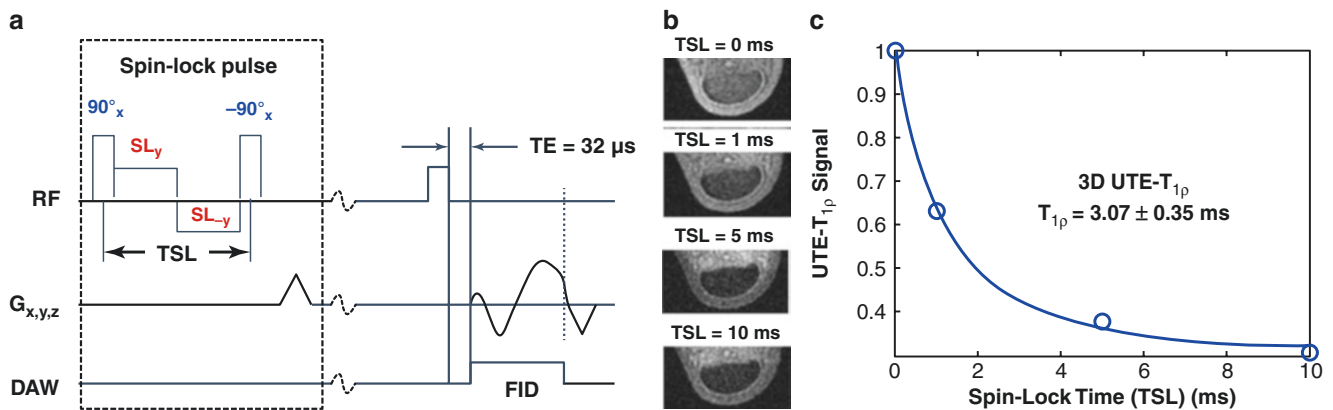 a
Spin-lock pulse
90°x
–90°x
SLy
SL–y
RF
TSL
TE = 32 µs
Gx,y,z
DAW
FID
b
TSL = 0 ms
TSL = 1 ms
TSL = 5 ms
TSL = 10 ms
c
UTE-T1ρ Signal
1
0.9
0.8
0.7
0.6
0.5
0.4
3D UTE-T1ρ
T1ρ = 3.07 ± 0.35 ms
0 2 4 6 8 10
Spin-Lock Time (TSL) (ms)